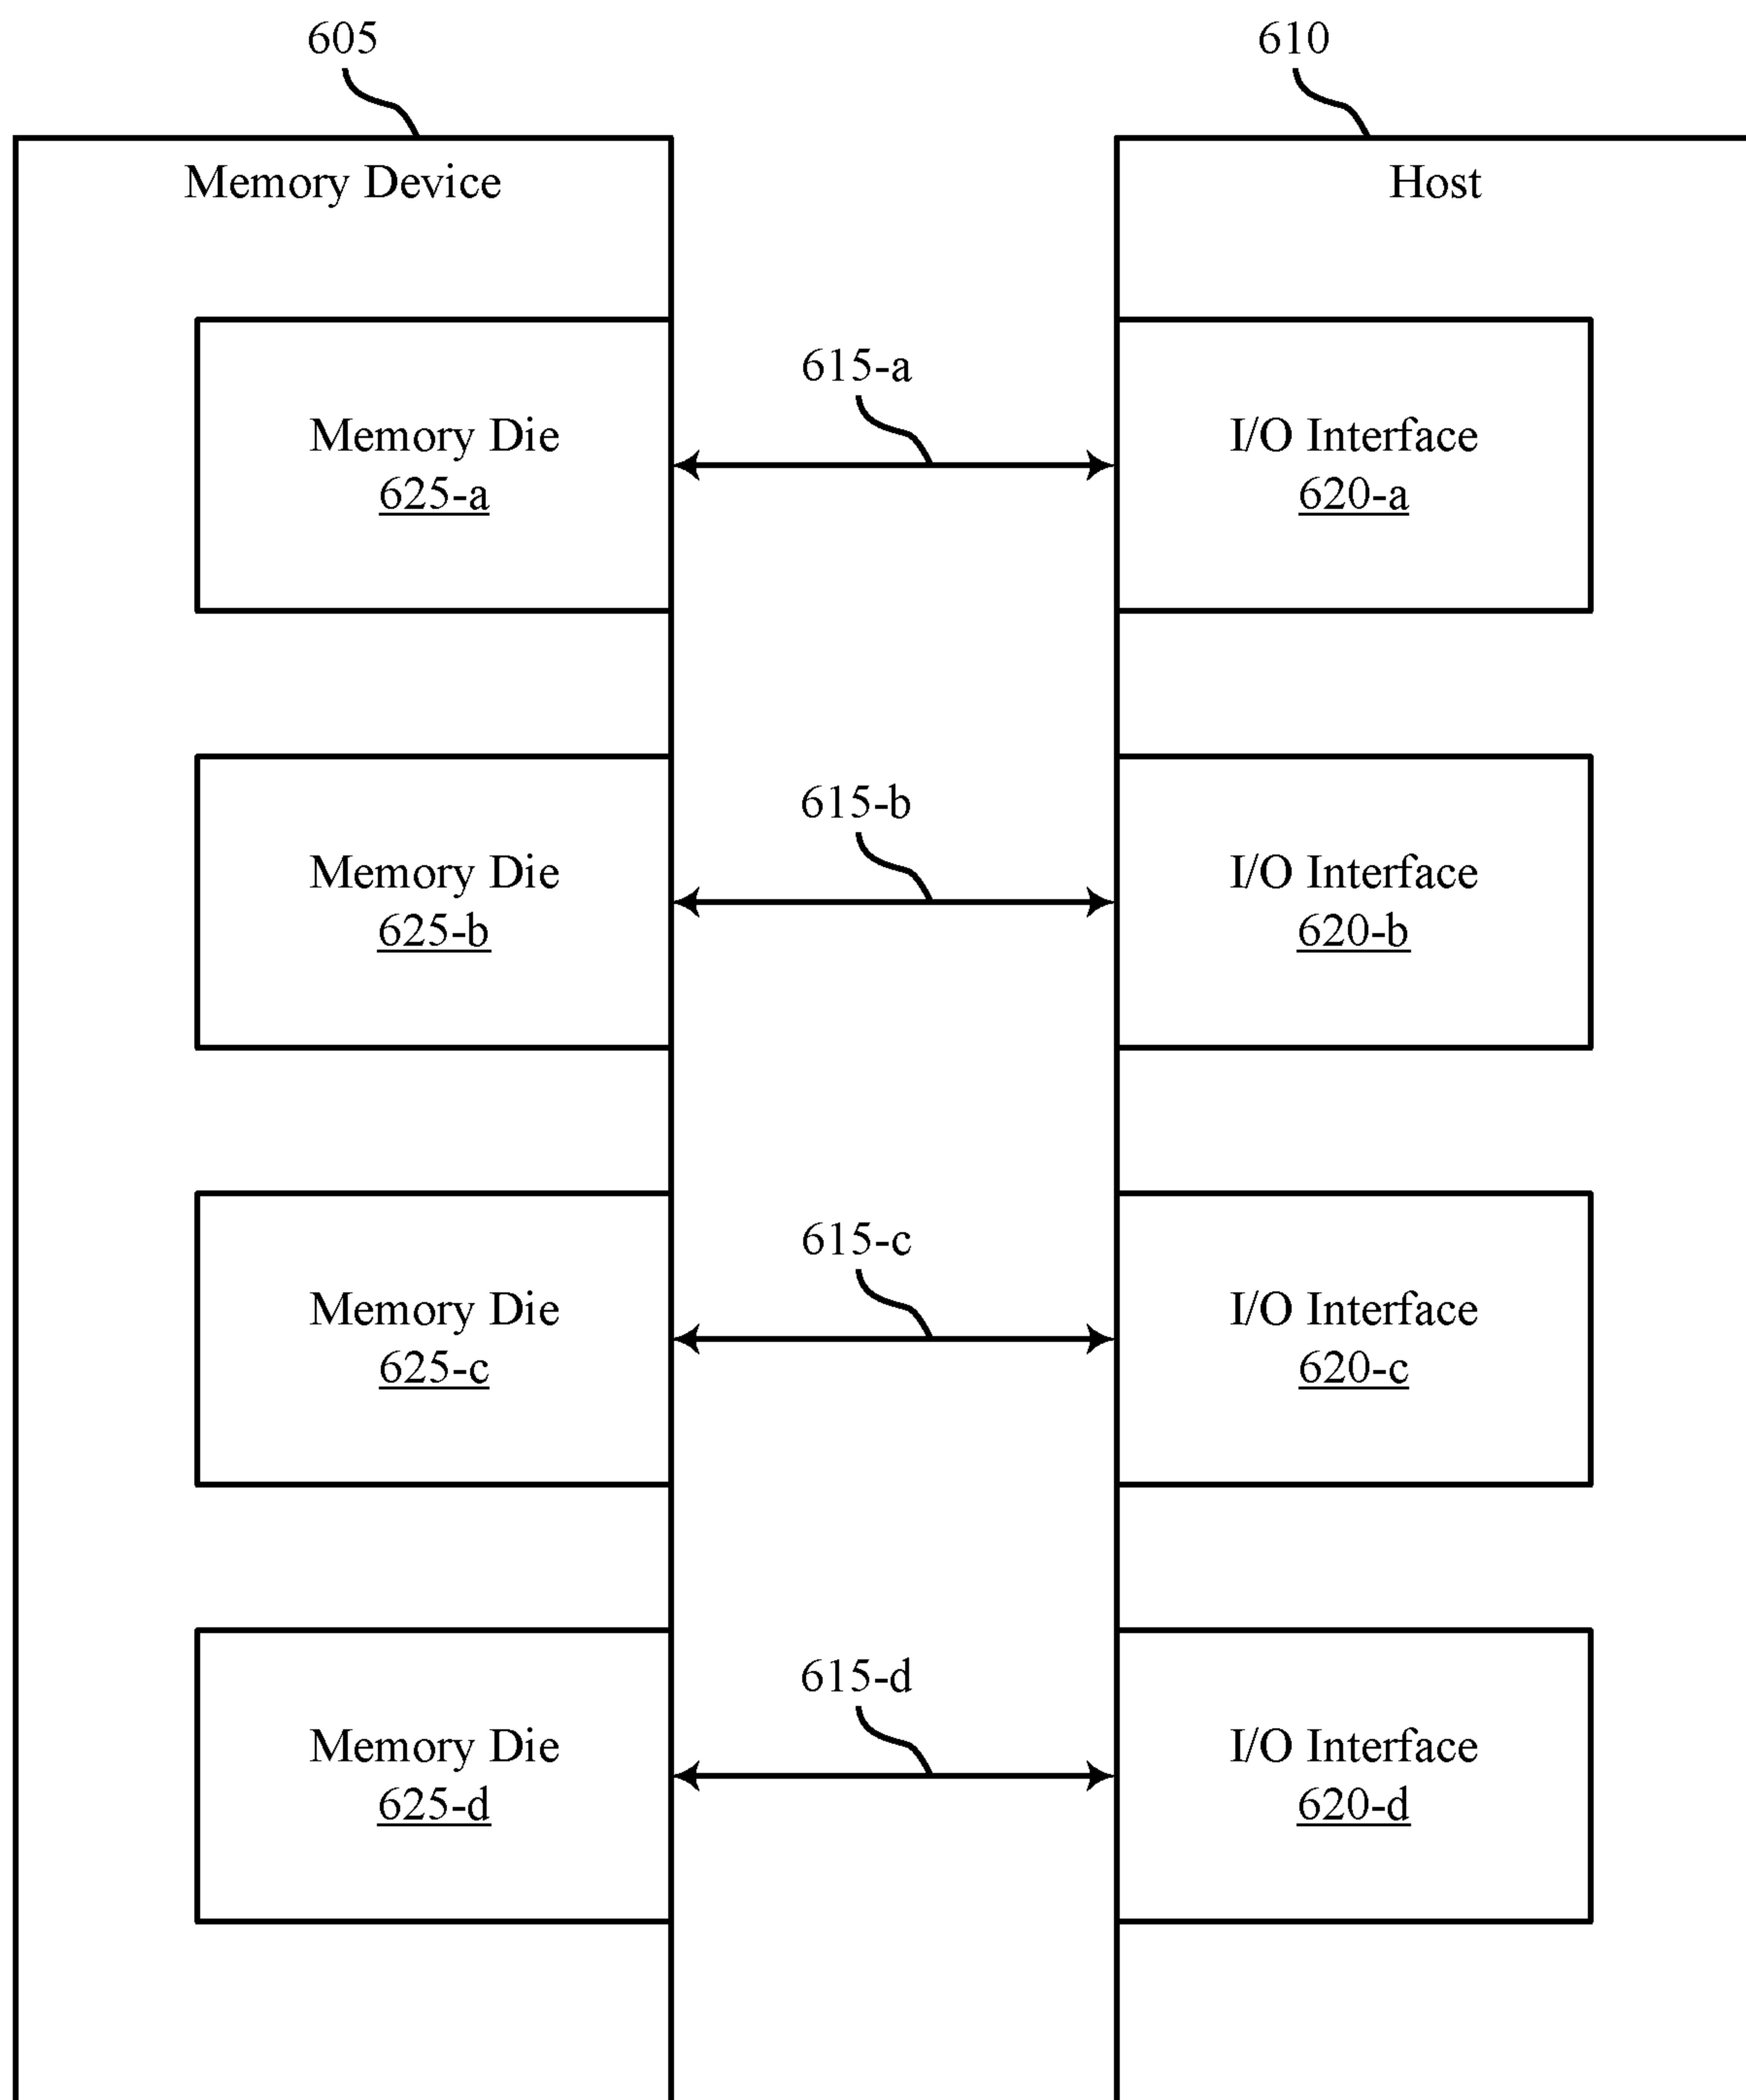 605
610
Memory Device
Host
615-a
Memory Die
625-a
I/O Interface
620-a
615-b
Memory Die
625-b
I/O Interface
620-b
615-c
Memory Die
625-c
I/O Interface
620-c
615-d
Memory Die
625-d
I/O Interface
620-d